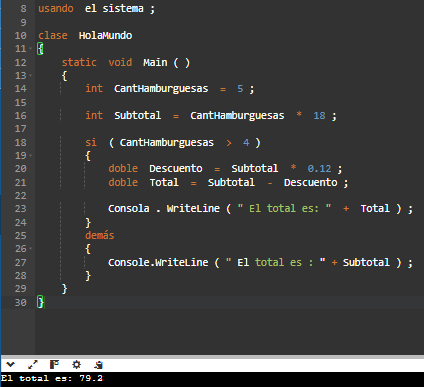 8 usando el sistema ;
9
10 clase HolaMundo
11 {
12 static void Main ( )
13 {
14 int CantHamburguesas = 5 ;
15
16 int Subtotal = CantHamburguesas * 18 ;
17
18 si ( CantHamburguesas > 4 )
19 {
20 doble Descuento = Subtotal * 0.12 ;
21 doble Total = Subtotal - Descuento ;
22
23 Consola . WriteLine ( " El total es: " + Total ) ;
24 }
25 demás
26 {
27 Console.WriteLine ( " El total es : " + Subtotal ) ;
28 }
29 }
30 }
El total es: 79.2